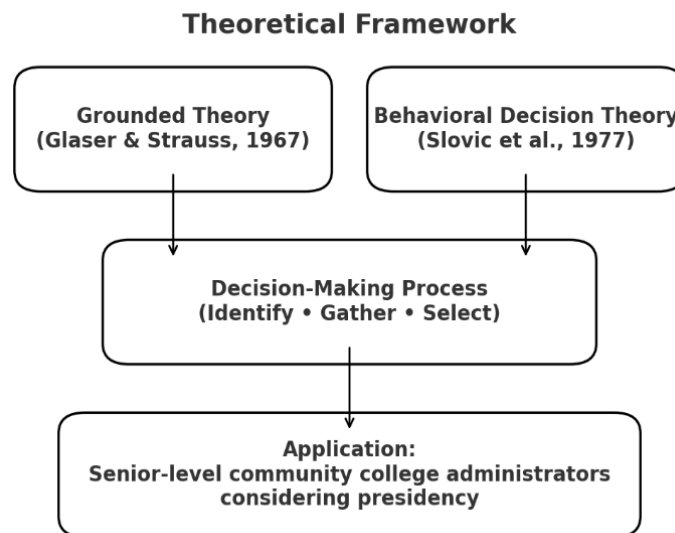 Theoretical Framework
Grounded Theory
(Glaser & Strauss, 1967)
Behavioral Decision Theory
(Slovic et al., 1977)
Decision-Making Process
(Identify • Gather • Select)
Application:
Senior-level community college administrators
considering presidency